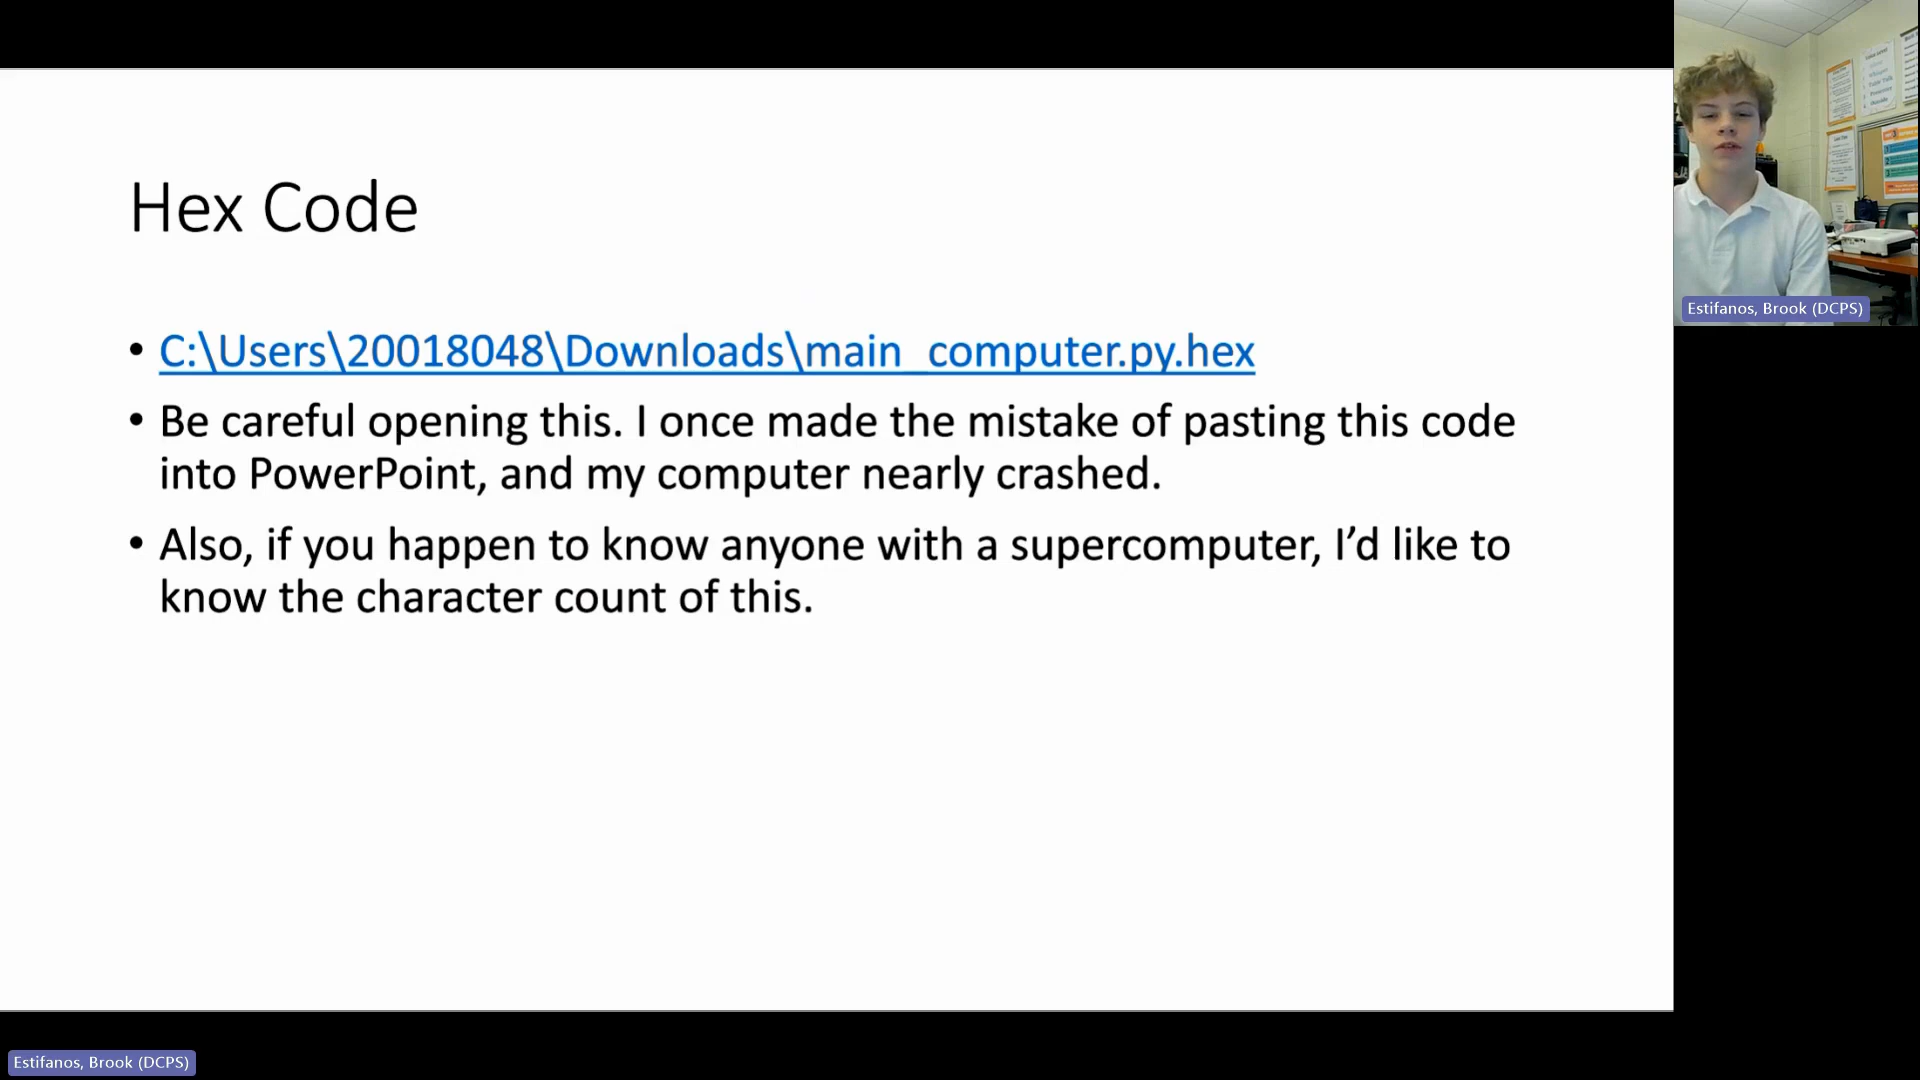 Hex Code
• C:\Users\20018048\Downloads\main_computer.py.hex
• Be careful opening this. I once made the mistake of pasting this code
into PowerPoint, and my computer nearly crashed.
• Also, if you happen to know anyone with a supercomputer, I’d like to
know the character count of this.
Estifanos, Brook (DCPS)
Estifanos, Brook (DCPS)